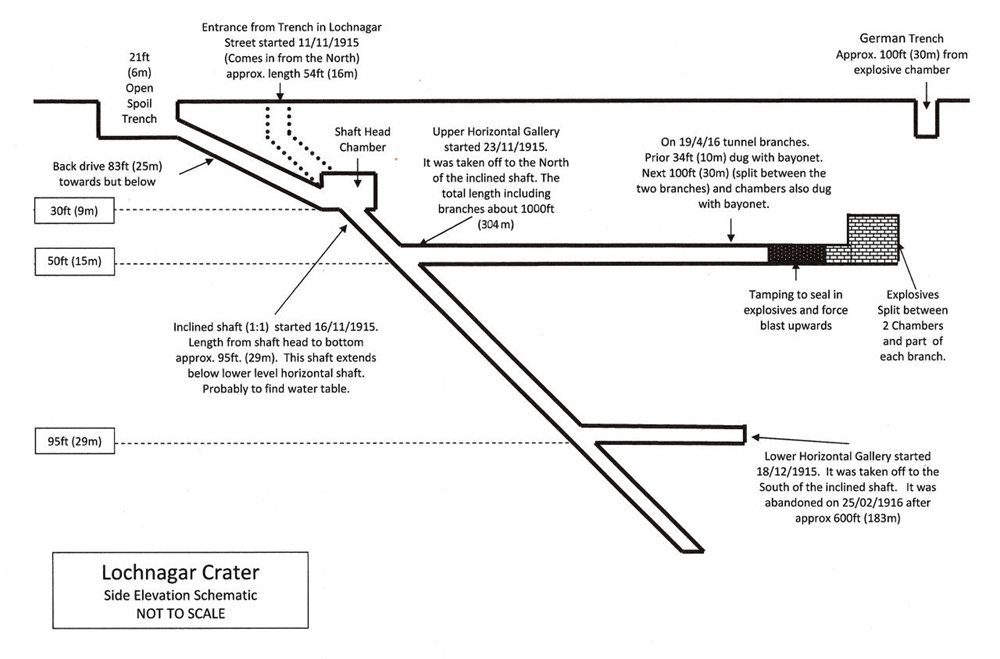 Entrance from Trench in Lochnagar
Street started 11/11/1915
(Comes in from the North)
approx. length 54ft (16m)
21ft
(6m)
Open
Spoil
Trench
German Trench
Approx. 100ft (30m) from
explosive chamber
Shaft Head
Chamber
Upper Horizontal Gallery
started 23/11/1915.
It was taken off to the North
of the inclined shaft. The
total length including
branches about 1000ft
(304m)
On 19/4/16 tunnel branches.
Prior 34ft (10m) dug with bayonet.
Next 100ft (30m) (split between the
two branches) and chambers also dug
with bayonet.
Back drive 83ft (25m)
towards but below
30ft (9m)
50ft (15m)
Tamping to seal in
explosives and force
blast upwards
Explosives
Split between
2 Chambers
and part of
each branch.
Inclined shaft (1:1) started 16/11/1915.
Length from shaft head to bottom
approx. 95ft. (29m). This shaft extends
below lower level horizontal shaft.
Probably to find water table.
95ft (29m)
Lower Horizontal Gallery started
18/12/1915. It was taken off to the
South of the inclined shaft. It was
abandoned on 25/02/1916 after
approx 600ft (183m)
Lochnagar Crater
Side Elevation Schematic
NOT TO SCALE